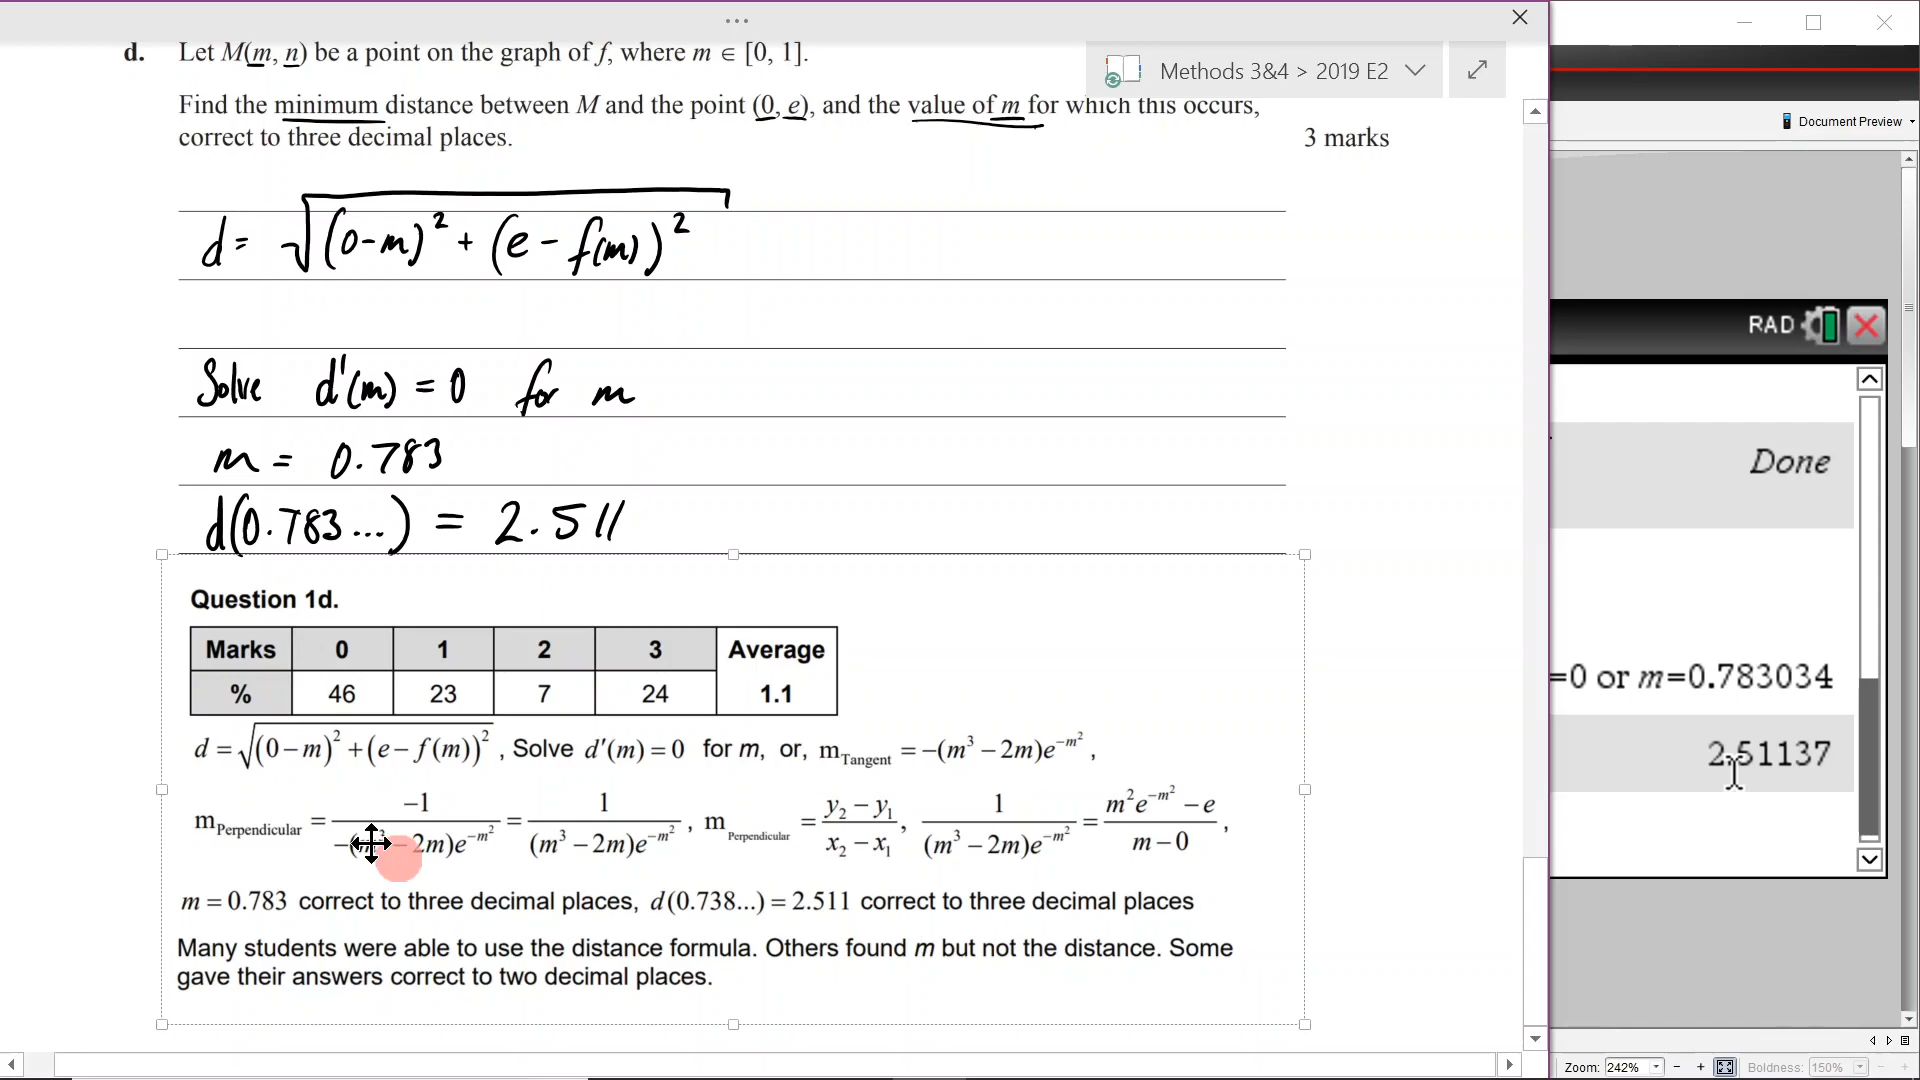 d. Let M(m, n) be a point on the graph of f, where m ∈ [0, 1].
Methods 3&4 > 2019 E2
Find the minimum distance between M and the point (0, e), and the value of m for which this occurs,
correct to three decimal places.
3 marks
Document Preview
d = √((0-m)² + (e - f(m))²
Solve d'(m) = 0 for m
m = 0.783
d(0.783...) = 2.511
Question 1d.
Marks 0 1 2 3 Average
% 46 23 7 24 1.1
d = √((0−m)² + (e − f(m))²) , Solve d′(m) = 0 for m, or, m_Tangent = −(m³ − 2m)e^(−m²) ,
m_Perpendicular = −1/(−(m³ − 2m)e^(−m²)) = 1/((m³ − 2m)e^(−m²)) , m_Perpendicular = (y₂ − y₁)/(x₂ − x₁), 1/((m³ − 2m)e^(−m²)) = (m²e^(−m²) − e)/(m − 0) ,
m = 0.783 correct to three decimal places, d(0.738...) = 2.511 correct to three decimal places
Many students were able to use the distance formula. Others found m but not the distance. Some
gave their answers correct to two decimal places.
RAD
Done
=0 or m=0.783034
2.51137
Zoom: 242% − + Boldness: 150% − +